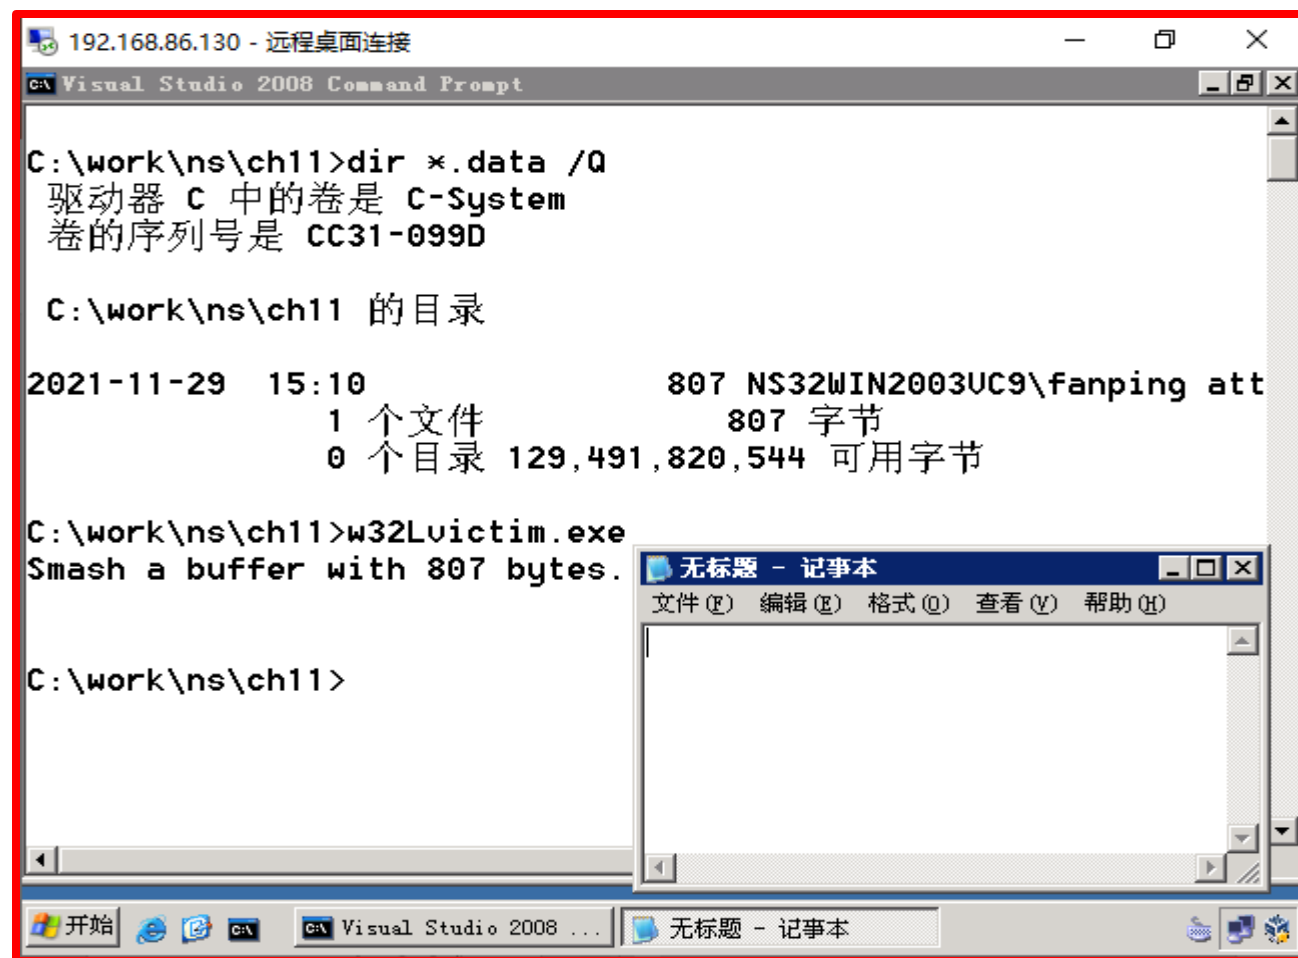 192.168.86.130 - 远程桌面连接
Visual Studio 2008 Command Prompt
C:\work\ns\ch11>dir *.data /Q
驱动器 C 中的卷是 C-System
卷的序列号是 CC31-099D
C:\work\ns\ch11 的目录
2021-11-29  15:10                807 NS32WIN2003VC9\fanping att
1 个文件            807 字节
0 个目录 129,491,820,544 可用字节
C:\work\ns\ch11>w32Lvictim.exe
Smash a buffer with 807 bytes.
无标题 - 记事本
文件(F) 编辑(E) 格式(O) 查看(V) 帮助(H)
C:\work\ns\ch11>
开始 Visual Studio 2008 ... 无标题 - 记事本